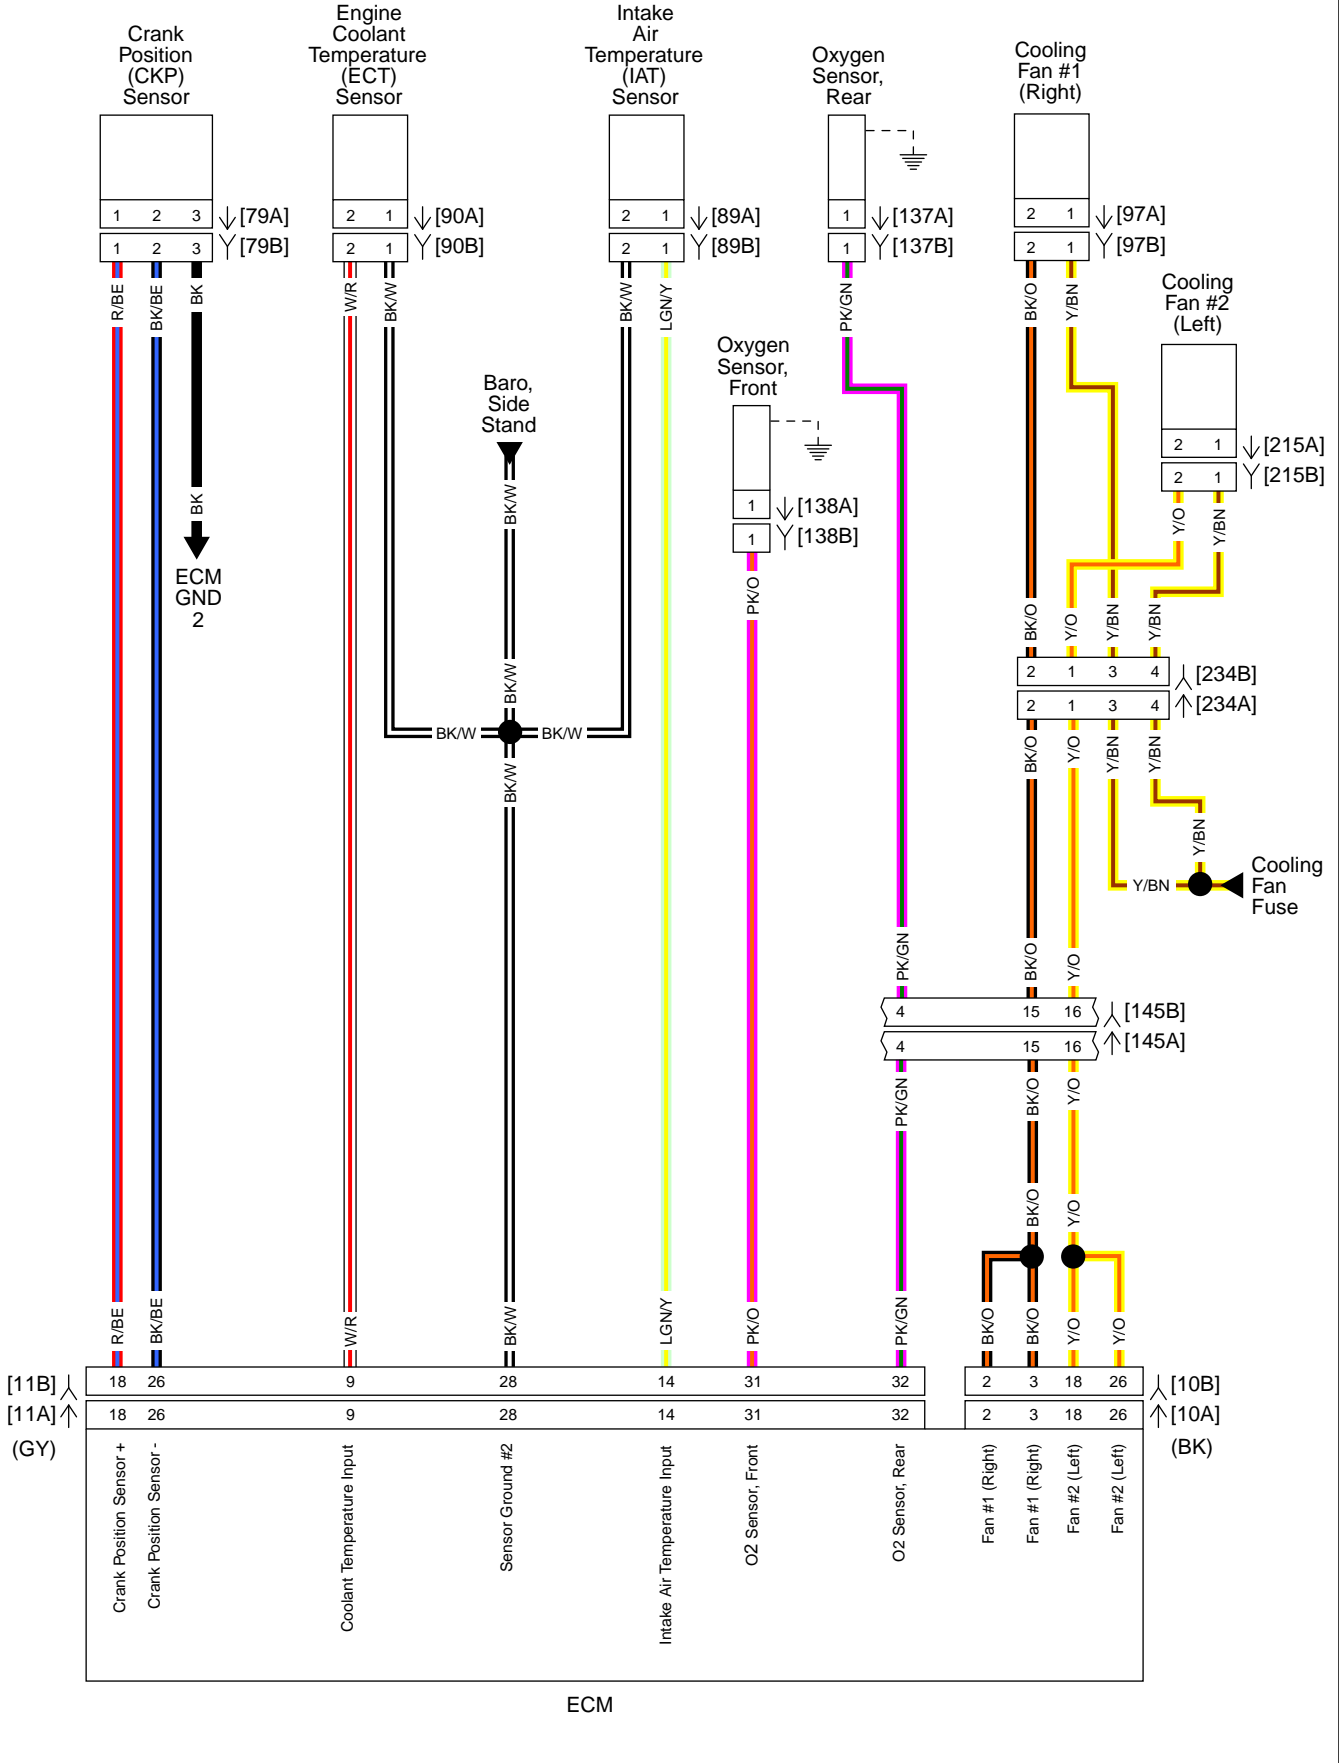 Crank
Position
(CKP)
Sensor
Engine
Coolant
Temperature
(ECT)
Sensor
Intake
Air
Temperature
(IAT)
Sensor
Oxygen
Sensor,
Rear
Cooling
Fan #1
(Right)
1 2 3 [79A]
1 2 3 [79B]
2 1 [90A]
2 1 [90B]
2 1 [89A]
2 1 [89B]
1 [137A]
1 [137B]
2 1 [97A]
2 1 [97B]
R/BE
BK/BE
BK
W/R
BK/W
BK/W
LGN/Y
PK/GN
BK/O
Y/BN
Cooling
Fan #2
(Left)
2 1 [215A]
2 1 [215B]
Y/O
Y/BN
Oxygen
Sensor,
Front
1 [138A]
1 [138B]
PK/O
Baro,
Side
Stand
BK/W
BK
ECM
GND
2
BK/W
BK/W
BK/W
BK/W
BK/O
Y/O
Y/BN
Y/BN
2 1 3 4 [234B]
2 1 3 4 [234A]
BK/O
Y/O
Y/BN
Y/BN
Y/BN
Y/BN
Cooling
Fan
Fuse
PK/GN
BK/O
Y/O
4 15 16 [145B]
4 15 16 [145A]
PK/GN
BK/O
Y/O
BK/O
Y/O
R/BE
BK/BE
W/R
BK/W
LGN/Y
PK/O
PK/GN
BK/O
BK/O
Y/O
Y/O
[11B] 18 26 9 28 14 31 32
2 3 18 26 [10B]
[11A] 18 26 9 28 14 31 32
2 3 18 26 [10A]
(GY)
(BK)
Crank Position Sensor +
Crank Position Sensor -
Coolant Temperature Input
Sensor Ground #2
Intake Air Temperature Input
O2 Sensor, Front
O2 Sensor, Rear
Fan #1 (Right)
Fan #1 (Right)
Fan #2 (Left)
Fan #2 (Left)
ECM